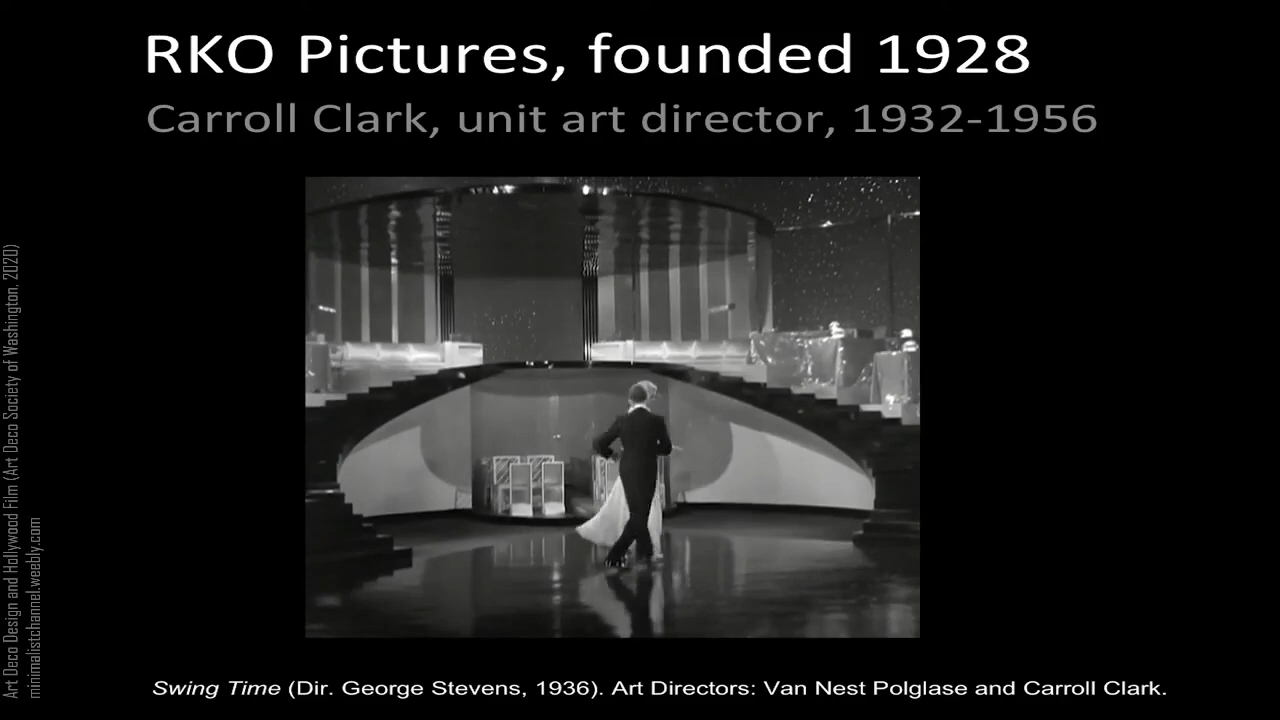 RKO Pictures, founded 1928
Carroll Clark, unit art director, 1932-1956
Swing Time (Dir. George Stevens, 1936). Art Directors: Van Nest Polglase and Carroll Clark.
Art Deco Design and Hollywood Film (Art Deco Society of Washington, 2020)
minimalistchannel.weebly.com